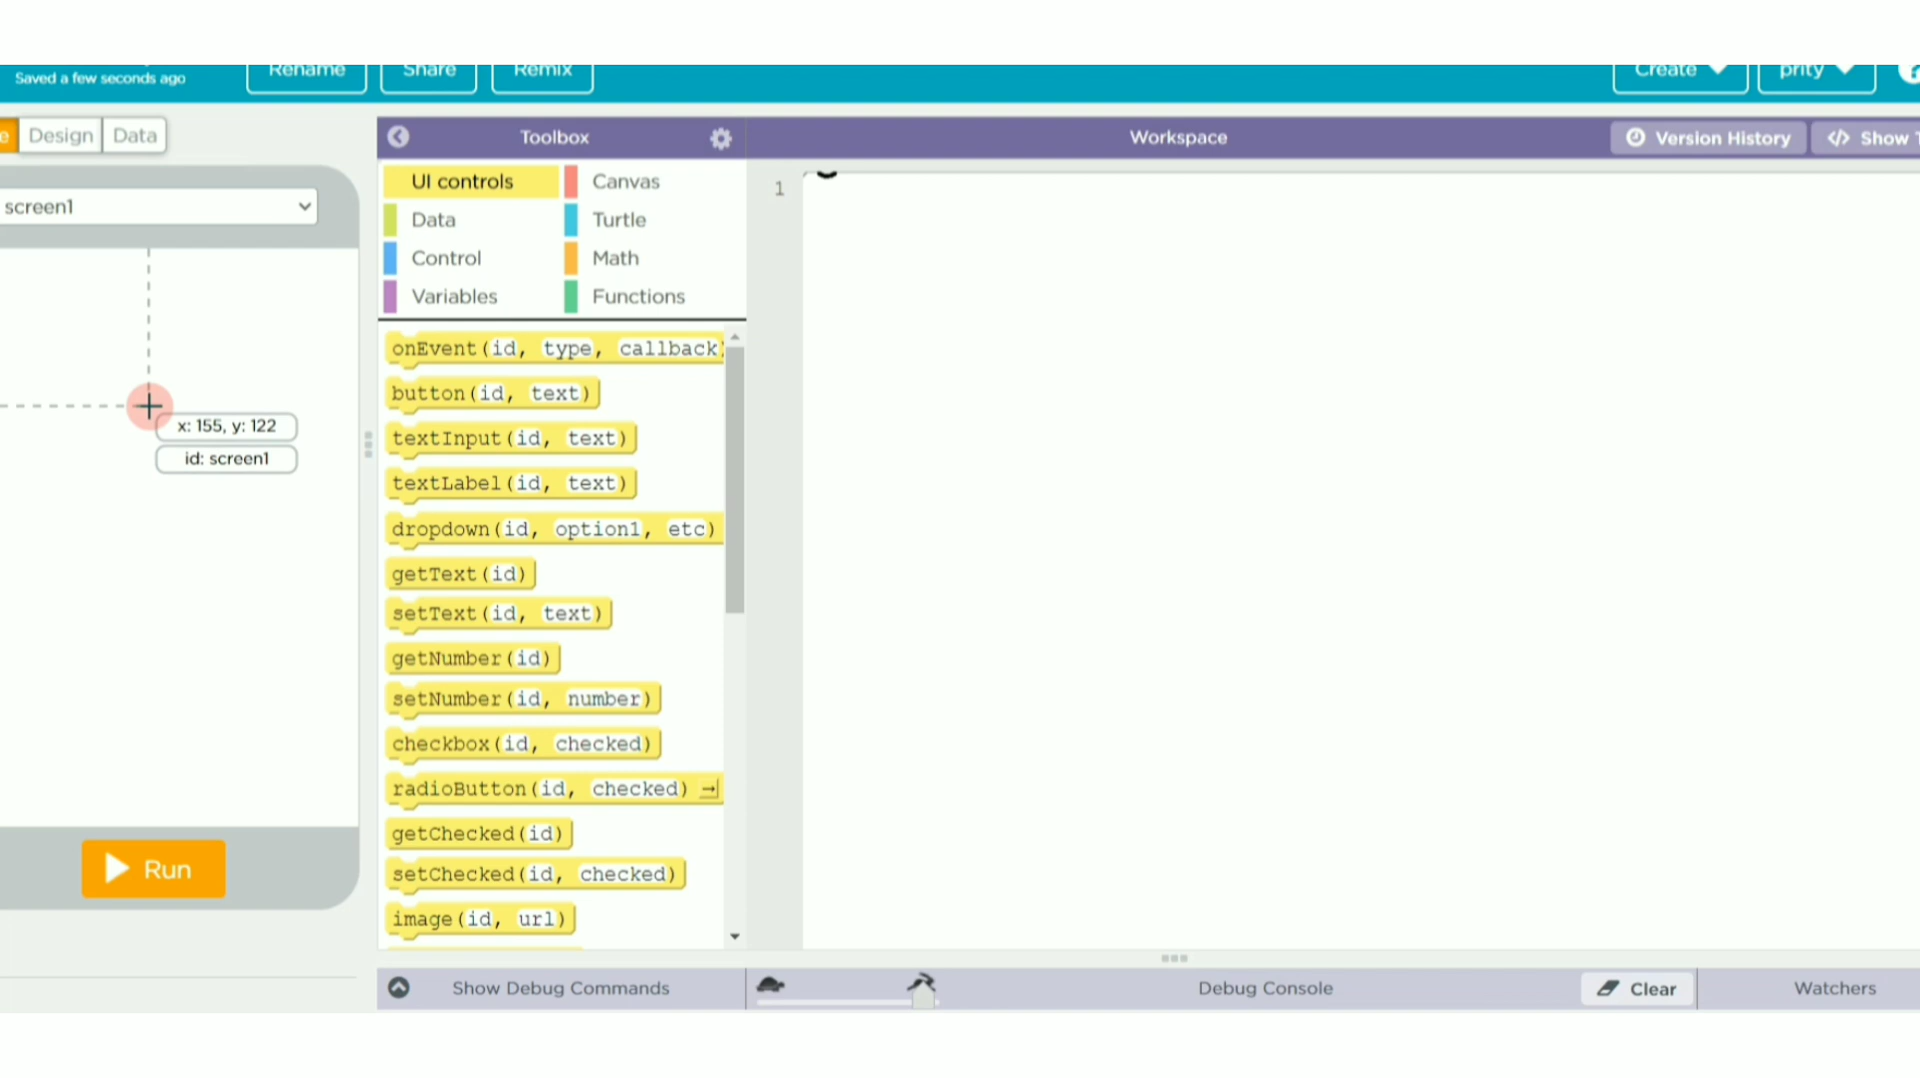 Saved a few seconds ago
Rename
Share
Remix
Create
prity
Design
Data
Toolbox
Workspace
Version History
Show
screen1
UI controls
Canvas
Data
Turtle
Control
Math
Variables
Functions
1
onEvent(id, type, callback)
button(id, text)
textInput(id, text)
textLabel(id, text)
dropdown(id, option1, etc)
getText(id)
setText(id, text)
getNumber(id)
setNumber(id, number)
checkbox(id, checked)
radioButton(id, checked)
getChecked(id)
setChecked(id, checked)
image(id, url)
x: 155, y: 122
id: screen1
Run
Show Debug Commands
Debug Console
Clear
Watchers